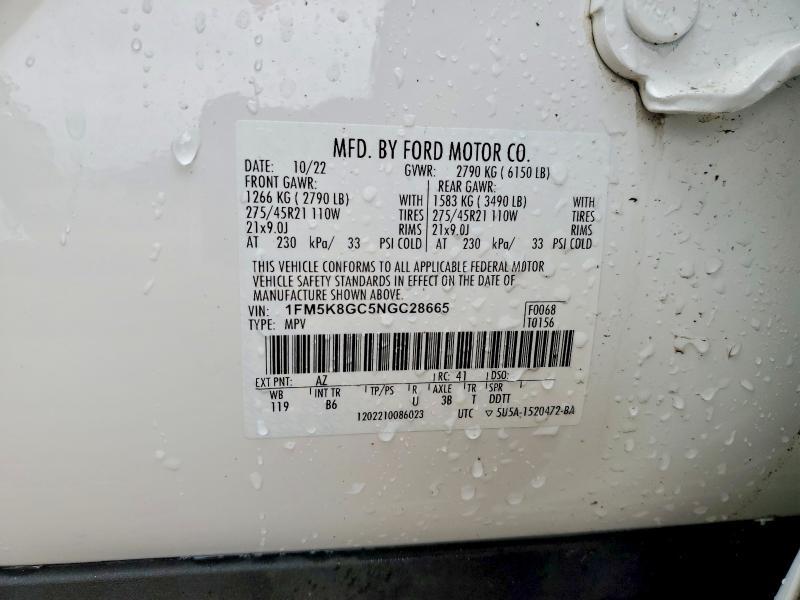 MFD. BY FORD MOTOR CO.
DATE: 10/22 GVWR: 2790 KG ( 6150 LB)
FRONT GAWR: REAR GAWR:
1266 KG ( 2790 LB) WITH 1583 KG ( 3490 LB) WITH
275/45R21 110W TIRES 275/45R21 110W TIRES
21x9.0J RIMS 21x9.0J RIMS
AT 230 kPa/ 33 PSI COLD AT 230 kPa/ 33 PSI COLD
THIS VEHICLE CONFORMS TO ALL APPLICABLE FEDERAL MOTOR
VEHICLE SAFETY STANDARDS IN EFFECT ON THE DATE OF
MANUFACTURE SHOWN ABOVE.
VIN: 1FM5K8GC5NGC28665 F0068
TYPE: MPV T0156
EXT PNT: AZ RC: 41 DSO:
WB INT TR TP/PS R AXLE TR SPR
119 B6 U 3B T DDTT
1202210086023 UTC ▽ 5U5A-1520472-BA